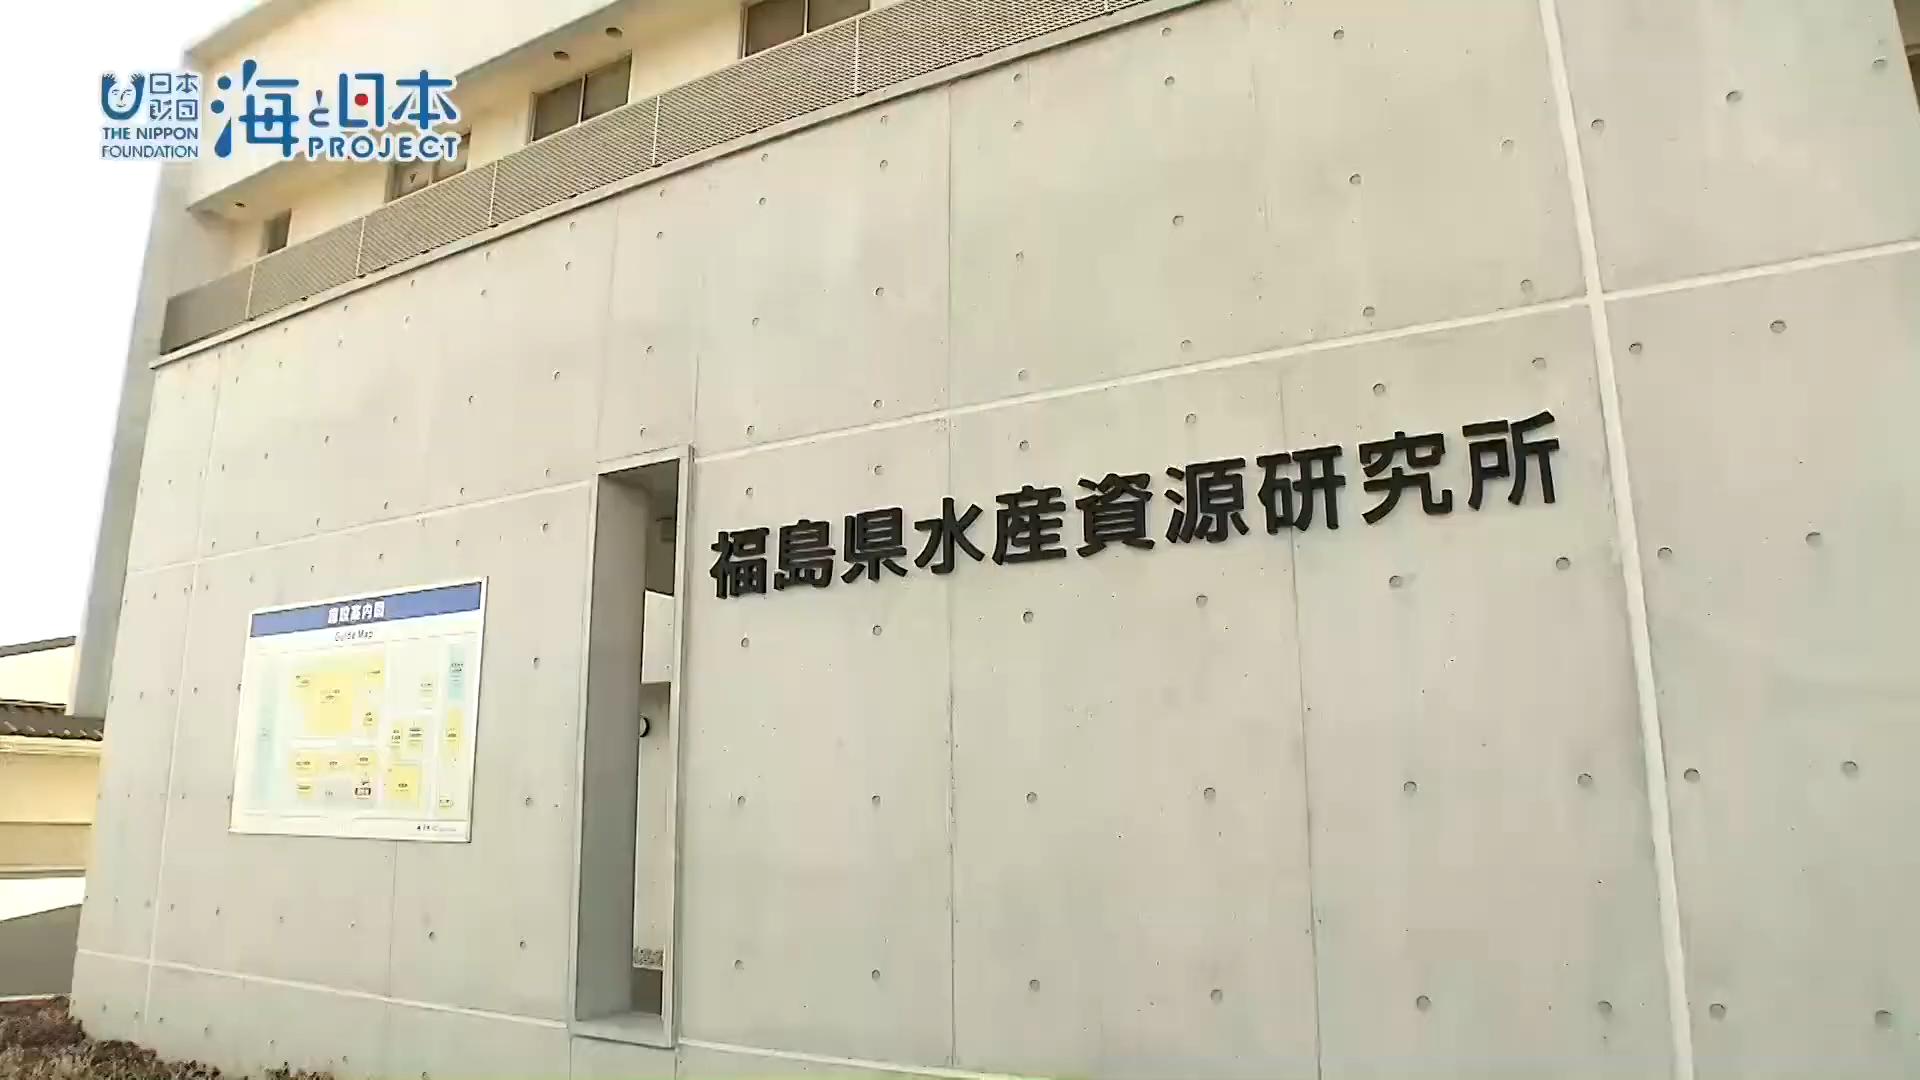 日本
財団
THE NIPPON
FOUNDATION
海と日本
PROJECT
福島県水産資源研究所
施設案内図
Guide Map